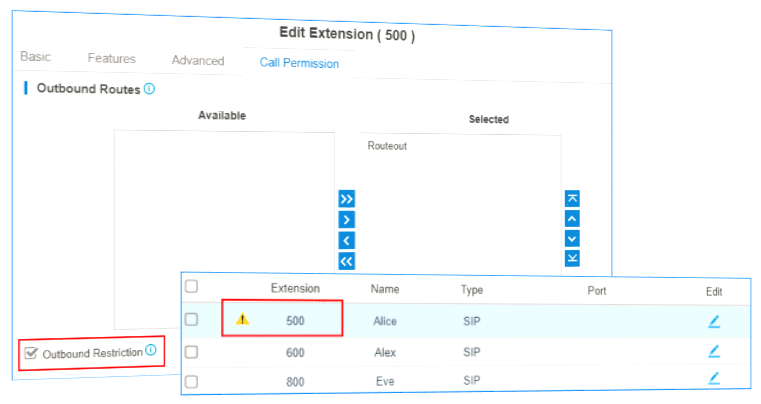 Edit Extension ( 500 )
Basic Features Advanced Call Permission
Outbound Routes
Available Selected
Routeout
Extension Name Type Port Edit
500 Alice SIP
600 Alex SIP
800 Eve SIP
Outbound Restriction